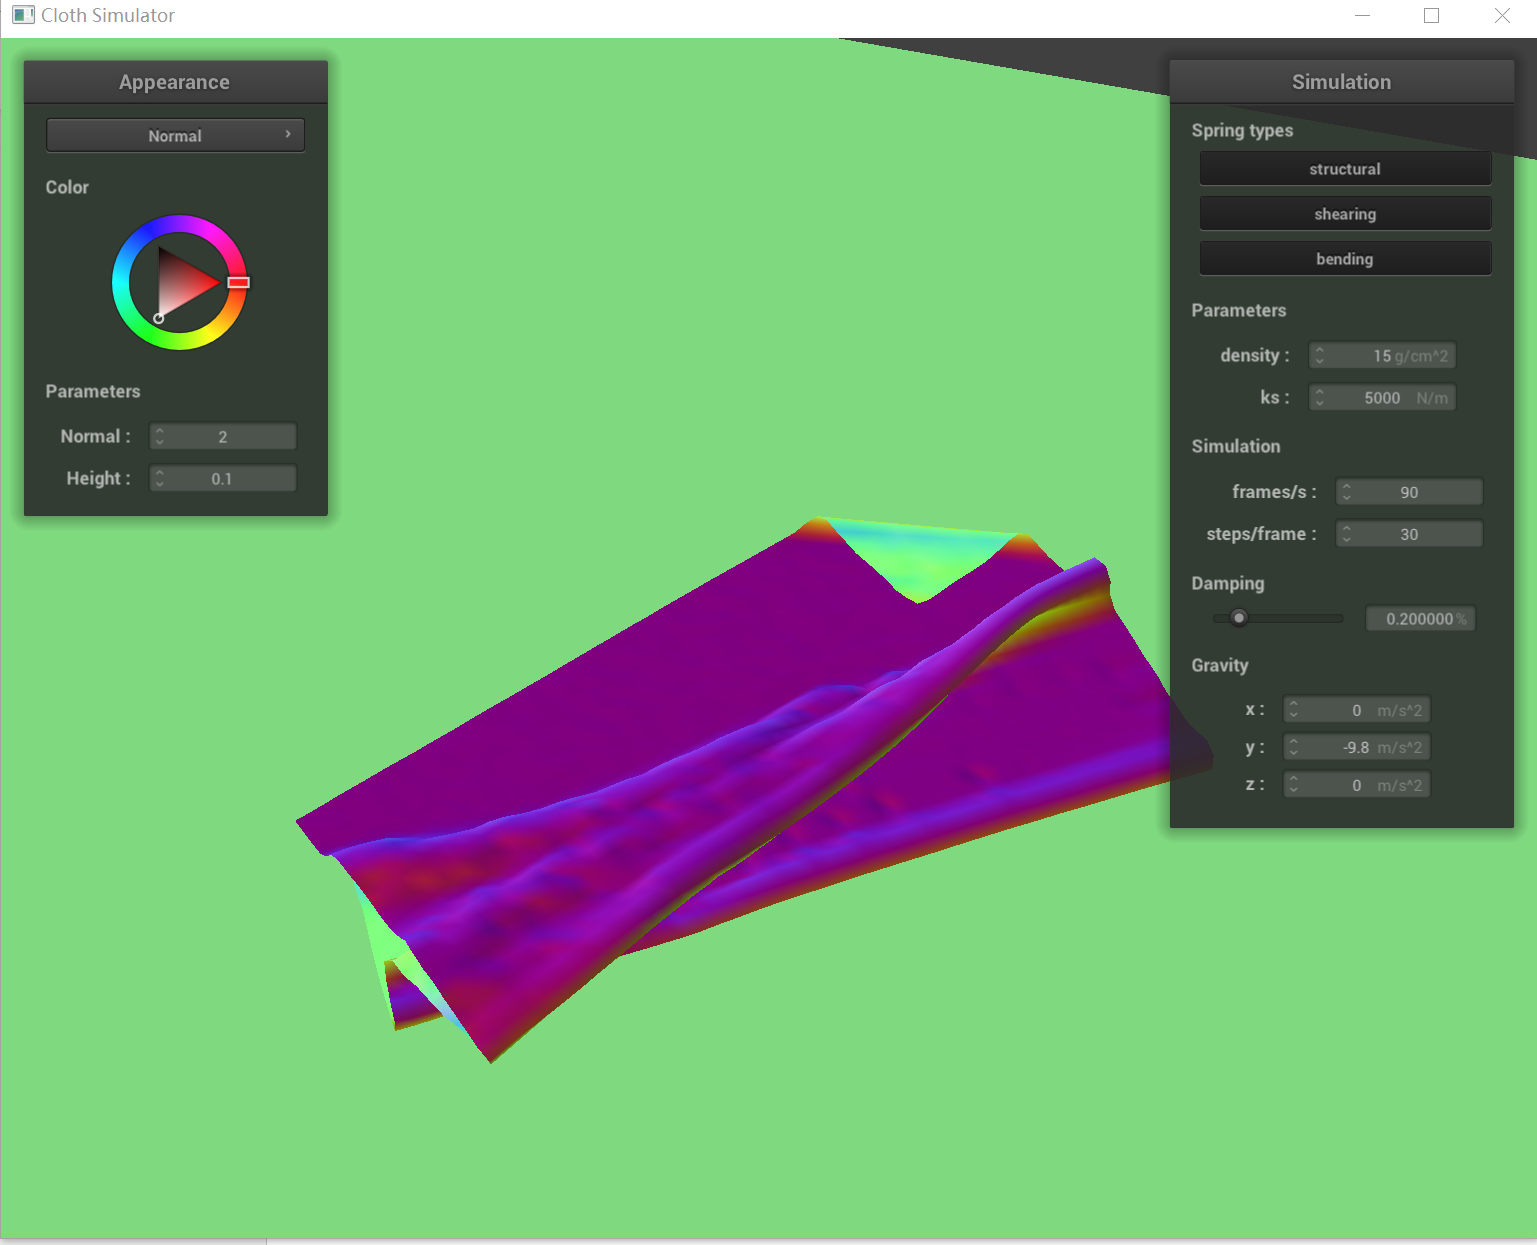 Cloth Simulator
Appearance
Normal
Color
Parameters
Normal : 2
Height : 0.1
Simulation
Spring types
structural
shearing
bending
Parameters
density : 15 g/cm^2
ks : 5000 N/m
Simulation
frames/s : 90
steps/frame : 30
Damping
0.200000 %
Gravity
x : 0 m/s^2
y : -9.8 m/s^2
z : 0 m/s^2